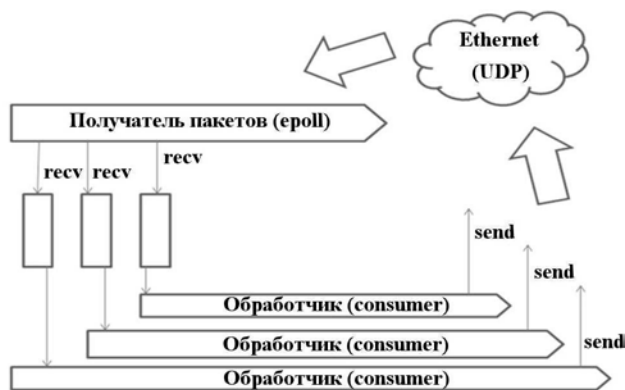 Ethernet
(UDP)
Получатель пакетов (epoll)
recv recv recv
send
send
send
Обработчик (consumer)
Обработчик (consumer)
Обработчик (consumer)